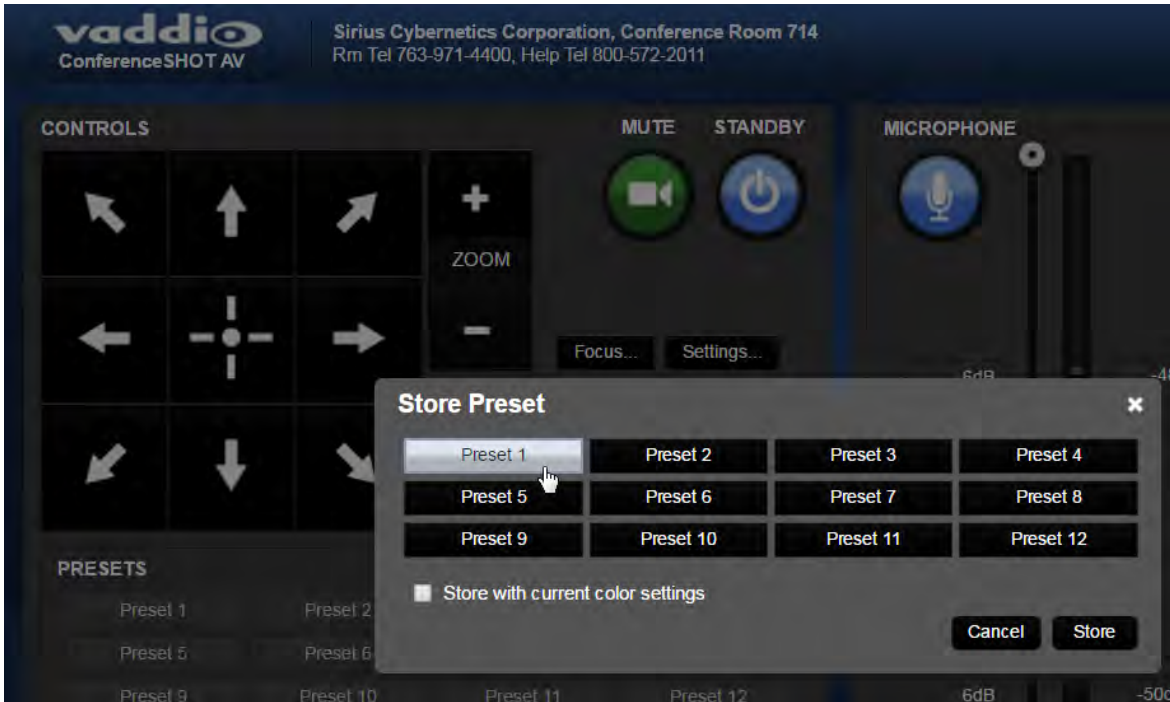 vaddio
ConferenceSHOT AV
Sirius Cybernetics Corporation, Conference Room 714
Rm Tel 763-971-4400, Help Tel 800-572-2011
CONTROLS
MUTE STANDBY
ZOOM
Focus... Settings...
MICROPHONE
6dB
Store Preset
Preset 1 Preset 2 Preset 3 Preset 4
Preset 5 Preset 6 Preset 7 Preset 8
Preset 9 Preset 10 Preset 11 Preset 12
Store with current color settings
Cancel Store
PRESETS
Preset 1 Preset 2
Preset 5 Preset 6
Preset 9 Preset 10 Preset 11 Preset 12
6dB